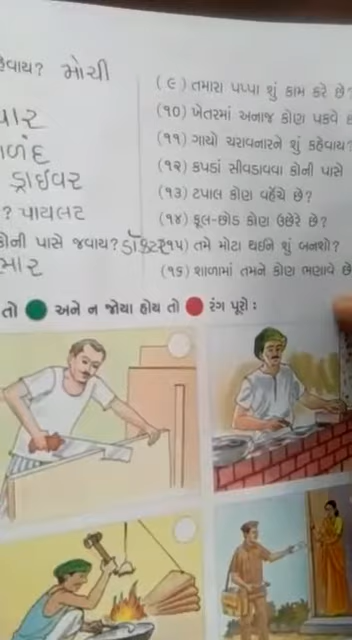 કહેવાય? મોચી
ડ્રાઈવર
? પાયલટ
કોની પાસે જવાય? ડૉક્ટર
(૯) તમારા પપ્પા શું કામ કરે છે?
(૧૦) ખેતરમાં અનાજ કોણ પકવે છે
(૧૧) ગાયો ચરાવનારને શું કહેવાય?
(૧૨) કપડાં સીવડાવવા કોની પાસે
(૧૩) ટપાલ કોણ વહેંચે છે?
(૧૪) ફૂલ-છોડ કોણ ઉછેરે છે?
(૧૫) તમે મોટા થઈને શું બનશો?
(૧૬) શાળામાં તમને કોણ ભણાવે છે
તો અને ન જોયા હોય તો રંગ પૂરો :